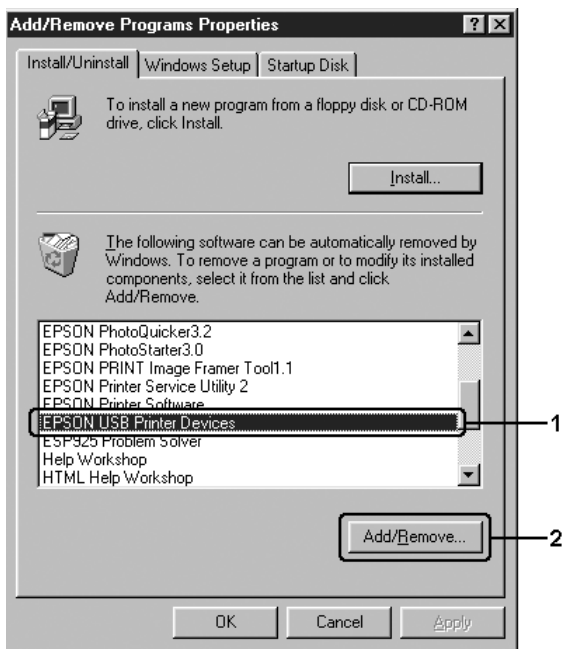 Add/Remove Programs Properties
Install/Uninstall Windows Setup Startup Disk
To install a new program from a floppy disk or CD-ROM
drive, click Install.
Install...
The following software can be automatically removed by
Windows. To remove a program or to modify its installed
components, select it from the list and click
Add/Remove.
EPSON PhotoQuicker3.2
EPSON PhotoStarter3.0
EPSON PRINT Image Framer Tool1.1
EPSON Printer Service Utility 2
EPSON Printer Software
EPSON USB Printer Devices
1
ESP925 Problem Solver
Help Workshop
HTML Help Workshop
Add/Remove...
2
OK Cancel Apply